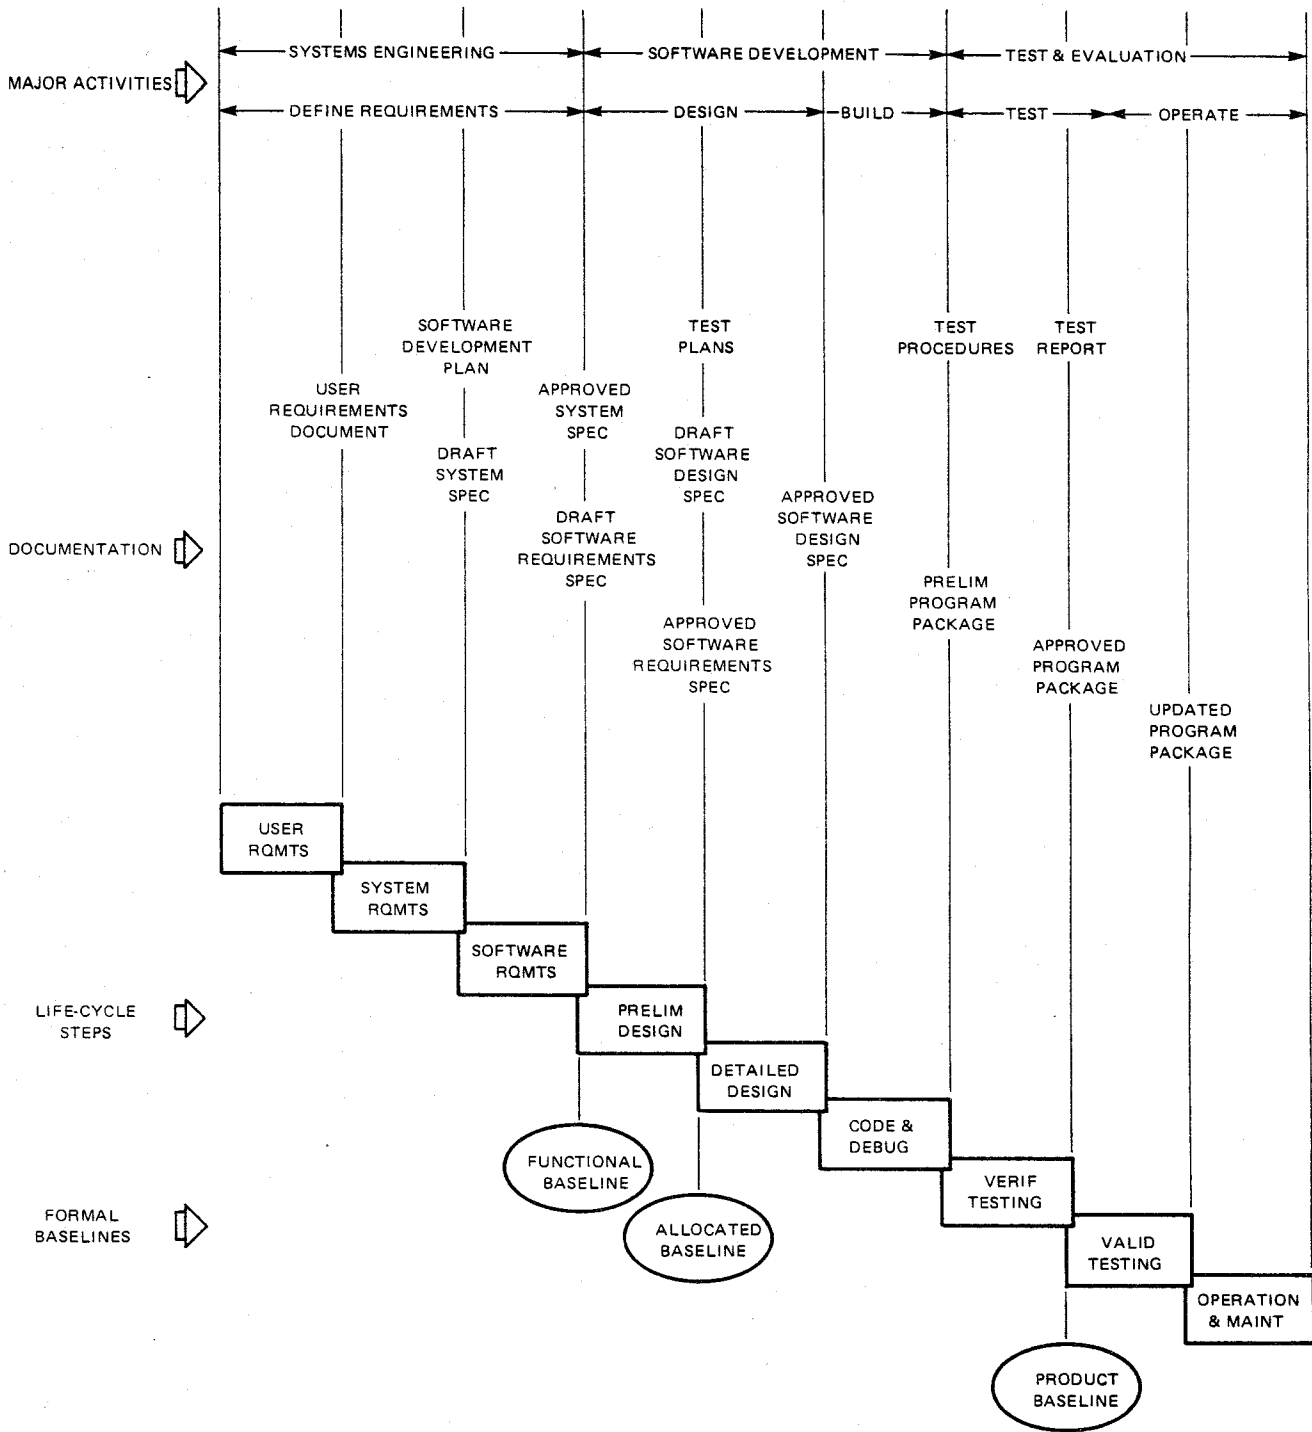 SYSTEMS ENGINEERING
SOFTWARE DEVELOPMENT
TEST & EVALUATION
MAJOR ACTIVITIES
DEFINE REQUIREMENTS
DESIGN
BUILD
TEST
OPERATE
SOFTWARE
DEVELOPMENT
PLAN
TEST
PLANS
TEST
PROCEDURES
TEST
REPORT
USER
REQUIREMENTS
DOCUMENT
APPROVED
SYSTEM
SPEC
DRAFT
SYSTEM
SPEC
DRAFT
SOFTWARE
DESIGN
SPEC
APPROVED
SOFTWARE
DESIGN
SPEC
DOCUMENTATION
DRAFT
SOFTWARE
REQUIREMENTS
SPEC
PRELIM
PROGRAM
PACKAGE
APPROVED
SOFTWARE
REQUIREMENTS
SPEC
APPROVED
PROGRAM
PACKAGE
UPDATED
PROGRAM
PACKAGE
USER
RQMTS
SYSTEM
RQMTS
SOFTWARE
RQMTS
LIFE-CYCLE
STEPS
PRELIM
DESIGN
DETAILED
DESIGN
CODE &
DEBUG
FUNCTIONAL
BASELINE
VERIF
TESTING
FORMAL
BASELINES
ALLOCATED
BASELINE
VALID
TESTING
OPERATION
& MAINT
PRODUCT
BASELINE